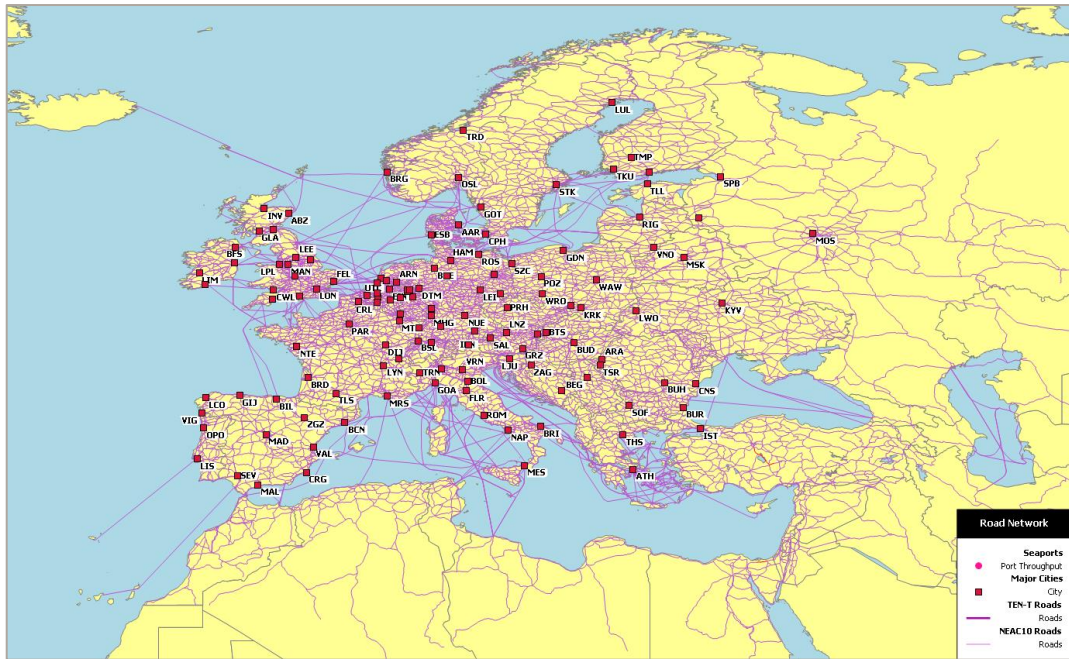 LUL
TRD
TMP
BRG
TKU
SPB
OSL
TLL
STK
INV
ABZ
GOT
RIG
GLA
AAR
MOS
ESB
CPH
BFS
LEE
VNO
HAM
ROS
GDN
MSK
LPL
MAN
SZC
ARN
FEL
POZ
WAW
CWL
LDN
DTM
LEI
WRO
CRL
PRH
KRK
LWO
KYV
PAR
MHG
NUE
LNZ
BTS
NTE
DIJ
BSL
SAL
BUD
GRZ
ARA
LYN
TRN
VRN
LJU
ZAG
TSR
BRD
GOA
BOL
BEG
BUH
CNS
LCO
GIJ
BIL
TLS
MRS
FLR
VIG
ZGZ
ROM
SOF
BUR
OPO
BCN
NAP
BRI
THS
IST
MAD
VAL
LIS
SEV
CRG
MES
ATH
MAL
Road Network
Seaports
Port Throughput
Major Cities
City
TEN-T Roads
Roads
NEAC10 Roads
Roads